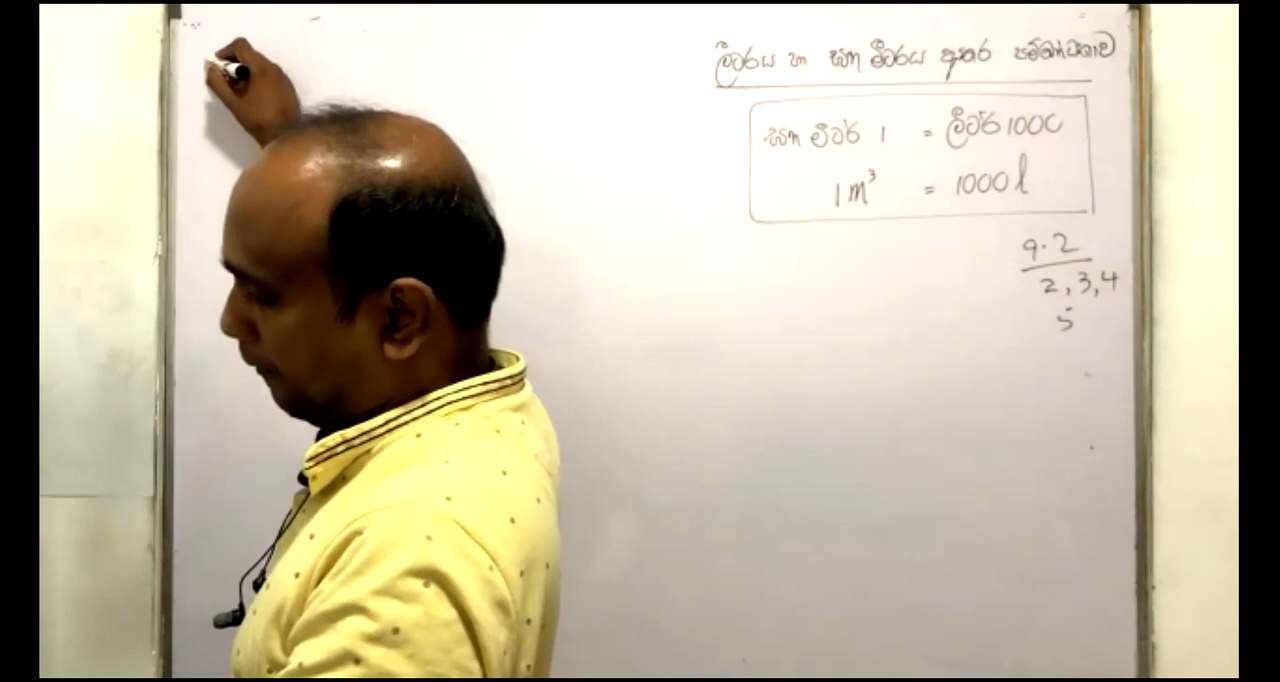 ලීටරය හා ඝන මීටරය අතර සම්බන්ධතාව
ඝන මීටර් 1 = ලීටර් 1000
1 m³ = 1000 l
9.2
2, 3, 4
5